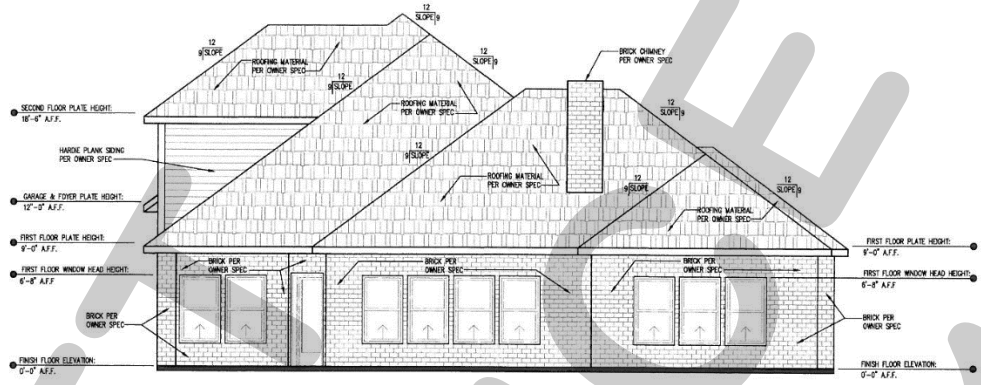 12
9 SLOPE
12
SLOPE 9
ROOFING MATERIAL
PER OWNER SPEC
12
9 SLOPE
12
SLOPE 9
BRICK CHIMNEY
PER OWNER SPEC
SECOND FLOOR PLATE HEIGHT:
18'-6" A.F.F.
ROOFING MATERIAL
PER OWNER SPEC
12
SLOPE 9
HARDIE PLANK SIDING
PER OWNER SPEC
12
9 SLOPE
ROOFING MATERIAL
PER OWNER SPEC
12
9 SLOPE
12
SLOPE 9
GARAGE & FOYER PLATE HEIGHT:
12'-0" A.F.F.
ROOFING MATERIAL
PER OWNER SPEC
FIRST FLOOR PLATE HEIGHT:
9'-0" A.F.F.
FIRST FLOOR PLATE HEIGHT:
9'-0" A.F.F.
BRICK PER
OWNER SPEC
BRICK PER
OWNER SPEC
BRICK PER
OWNER SPEC
FIRST FLOOR WINDOW HEAD HEIGHT:
6'-8" A.F.F
FIRST FLOOR WINDOW HEAD HEIGHT:
6'-8" A.F.F
BRICK PER
OWNER SPEC
BRICK PER
OWNER SPEC
FINISH FLOOR ELEVATION:
0'-0" A.F.F.
FINISH FLOOR ELEVATION:
0'-0" A.F.F.